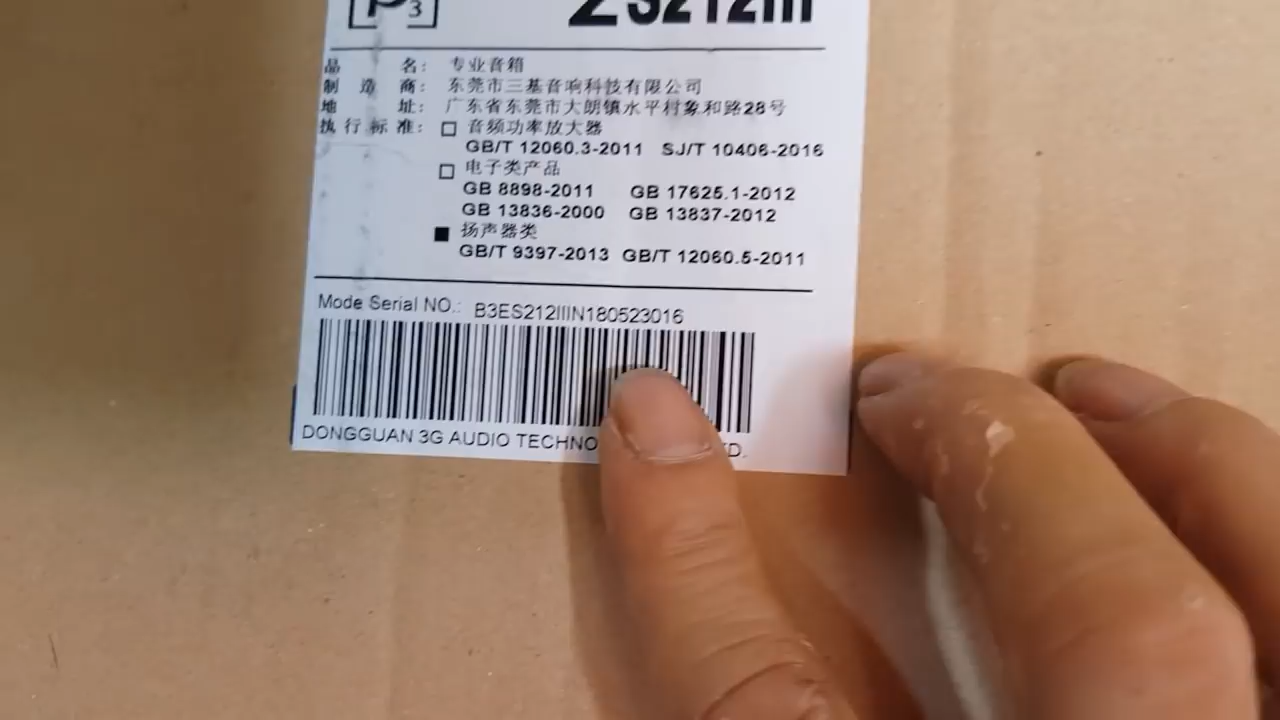 3
品 名: 专业音箱
制 造 商: 东莞市三基音响科技有限公司
地 址: 广东省东莞市大朗镇水平村象和路28号
执行标准: □ 音频功率放大器
GB/T 12060.3-2011 SJ/T 10406-2016
□ 电子类产品
GB 8898-2011 GB 17625.1-2012
GB 13836-2000 GB 13837-2012
■ 扬声器类
GB/T 9397-2013 GB/T 12060.5-2011
Mode Serial NO.: B3ES212IIIN180523016
DONGGUAN 3G AUDIO